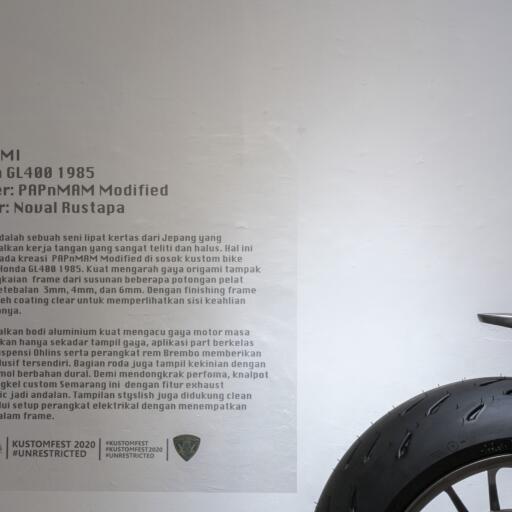 MI
GL400 1985
er: PAPnMAM Modified
r: Noval Rustapa
dalah sebuah seni lipat kertas dari Jepang yang
alkan kerja tangan yang sangat teliti dan halus. Hal ini
ada kreasi PAPnMAM Modified di sosok kustom bike
Honda GL400 1985. Kuat mengarah gaya origami tampak
gkaian frame dari susunan beberapa potongan pelat
etebalan 3mm, 4mm, dan 6mm. Dengan finishing frame
eh coating clear untuk memperlihatkan sisi keahlian
nya.
alkan bodi aluminium kuat mengacu gaya motor masa
kan hanya sekadar tampil gaya, aplikasi part berkelas
spensi Ohlins serta perangkat rem Brembo memberikan
lusif tersendiri. Bagian roda juga tampil kekinian dengan
mol berbahan dural. Demi mendongkrak perfoma, knalpot
gkel custom Semarang ini dengan fitur exhaust
ic jadi andalan. Tampilan stgslish juga didukung clean
lui setup perangkat elektrikal dengan menempatkan
alam frame.
KUSTOMFEST 2020
#UNRESTRICTED
#KUSTOMFEST
#KUSTOMFEST2020
#UNRESTRICTED